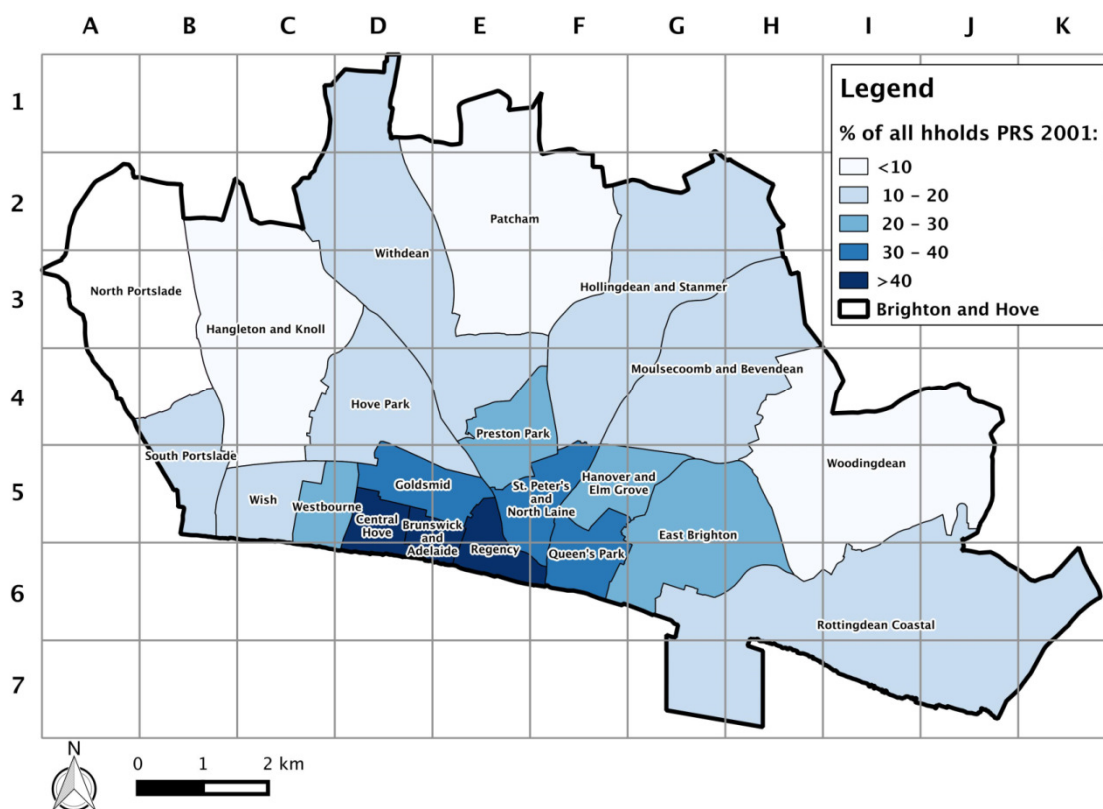 A B C D E F G H I J K
1
2
3
4
5
6
7
Legend
% of all hholds PRS 2001:
<10
10 – 20
20 – 30
30 – 40
>40
Brighton and Hove
Patcham
Withdean
North Portslade
Hollingdean and Stanmer
Hangleton and Knoll
Moulsecoomb and Bevendean
Hove Park
Preston Park
South Portslade
Woodingdean
Goldsmid
Hanover and
Elm Grove
St. Peter's
and
North Laine
Wish
Westbourne
Central
Hove
Brunswick
and
Adelaide
East Brighton
Regency
Queen's Park
Rottingdean Coastal
N
0 1 2 km